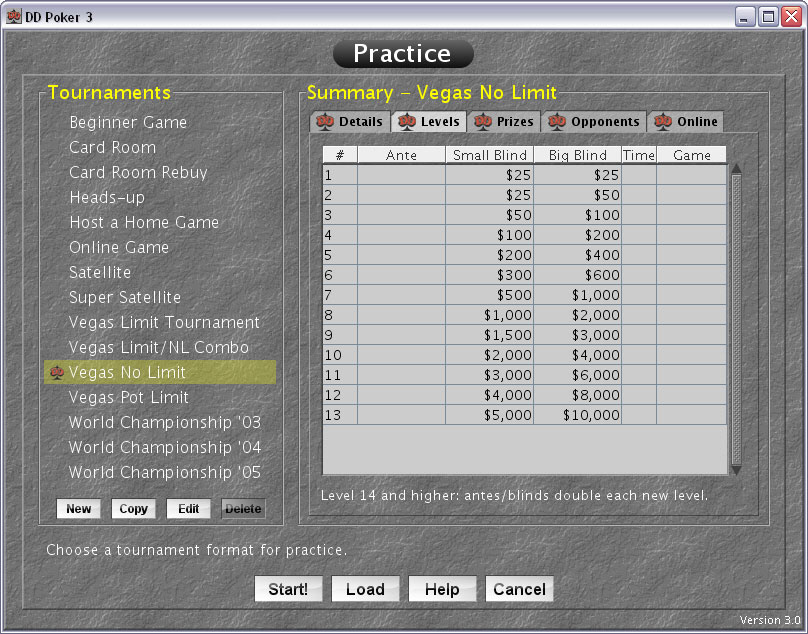 DD Poker 3
Practice
Tournaments
Beginner Game
Card Room
Card Room Rebuy
Heads-up
Host a Home Game
Online Game
Satellite
Super Satellite
Vegas Limit Tournament
Vegas Limit/NL Combo
Vegas No Limit
Vegas Pot Limit
World Championship '03
World Championship '04
World Championship '05
New Copy Edit Delete
Summary - Vegas No Limit
Details Levels Prizes Opponents Online
# Ante Small Blind Big Blind Time Game
1 $25 $25
2 $25 $50
3 $50 $100
4 $100 $200
5 $200 $400
6 $300 $600
7 $500 $1,000
8 $1,000 $2,000
9 $1,500 $3,000
10 $2,000 $4,000
11 $3,000 $6,000
12 $4,000 $8,000
13 $5,000 $10,000
Level 14 and higher: antes/blinds double each new level.
Choose a tournament format for practice.
Start! Load Help Cancel
Version 3.0